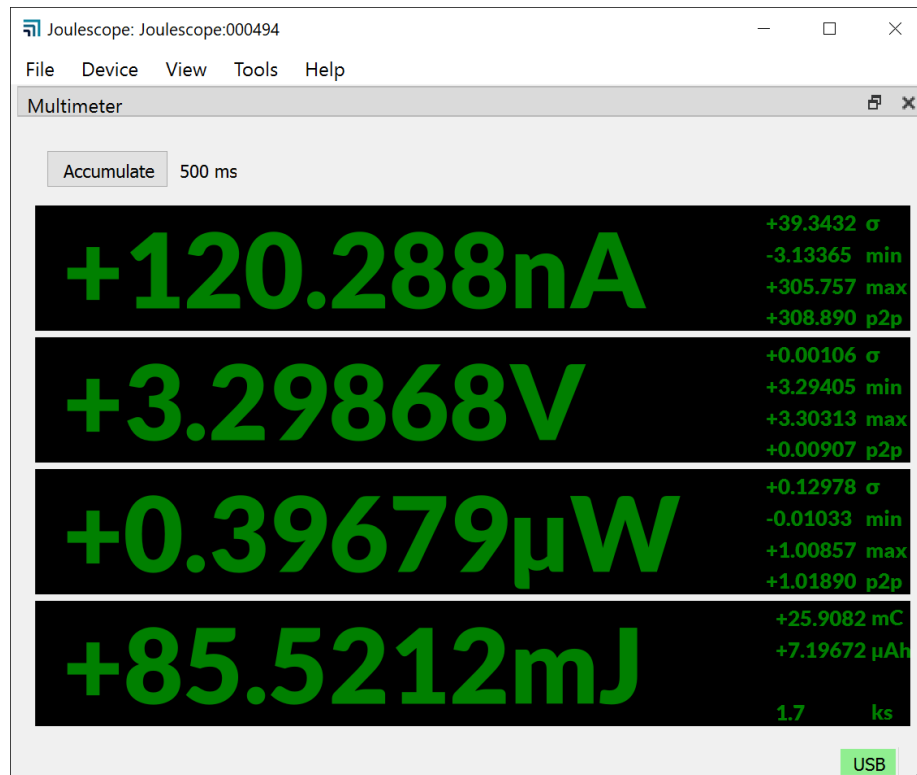 Joulescope: Joulescope:000494
File Device View Tools Help
Multimeter
Accumulate 500 ms
+120.288nA
+39.3432 σ
-3.13365 min
+305.757 max
+308.890 p2p
+3.29868V
+0.00106 σ
+3.29405 min
+3.30313 max
+0.00907 p2p
+0.39679µW
+0.12978 σ
-0.01033 min
+1.00857 max
+1.01890 p2p
+85.5212mJ
+25.9082 mC
+7.19672 µAh
1.7 ks
USB